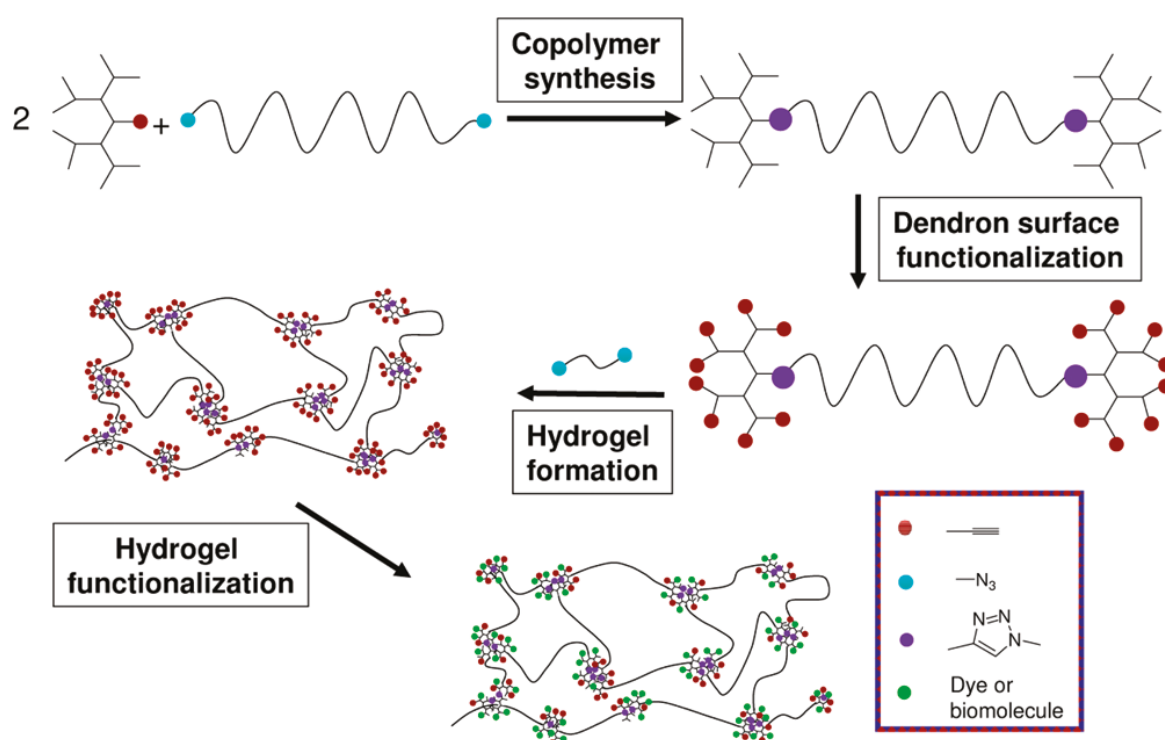 Copolymer
synthesis
2
+
Dendron surface
functionalization
Hydrogel
formation
Hydrogel
functionalization
—N₃
N=N
N
Dye or
biomolecule